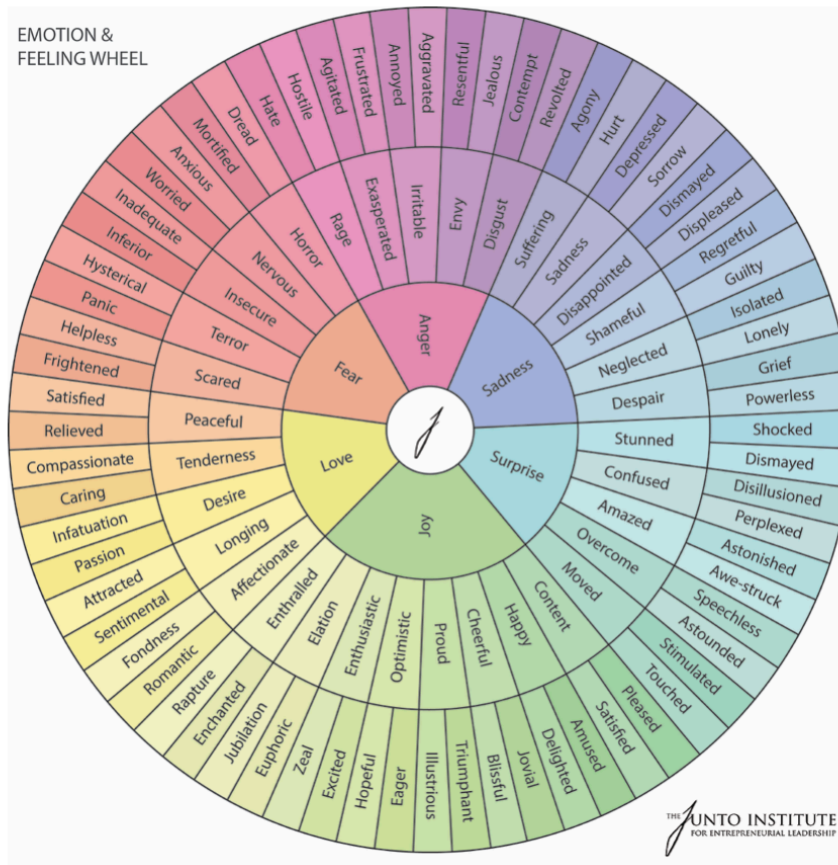 EMOTION &
FEELING WHEEL
Anger
Sadness
Surprise
Joy
Love
Fear
Rage
Exasperated
Irritable
Envy
Disgust
Suffering
Sadness
Disappointed
Shameful
Neglected
Despair
Stunned
Confused
Amazed
Overcome
Moved
Content
Happy
Cheerful
Proud
Optimistic
Enthusiastic
Elation
Enthralled
Affectionate
Longing
Desire
Tenderness
Peaceful
Scared
Terror
Insecure
Nervous
Horror
Hate
Hostile
Agitated
Frustrated
Annoyed
Aggravated
Resentful
Jealous
Contempt
Revolted
Agony
Hurt
Depressed
Sorrow
Dismayed
Displeased
Regretful
Guilty
Isolated
Lonely
Grief
Powerless
Shocked
Dismayed
Disillusioned
Perplexed
Astonished
Awe-struck
Speechless
Astounded
Stimulated
Touched
Pleased
Satisfied
Amused
Delighted
Jovial
Blissful
Triumphant
Illustrious
Eager
Hopeful
Excited
Zeal
Euphoric
Jubilation
Enchanted
Rapture
Romantic
Fondness
Sentimental
Attracted
Passion
Infatuation
Caring
Compassionate
Relieved
Satisfied
Frightened
Helpless
Panic
Hysterical
Inferior
Inadequate
Worried
Anxious
Mortified
Dread
THE JUNTO INSTITUTE
FOR ENTREPRENEURIAL LEADERSHIP